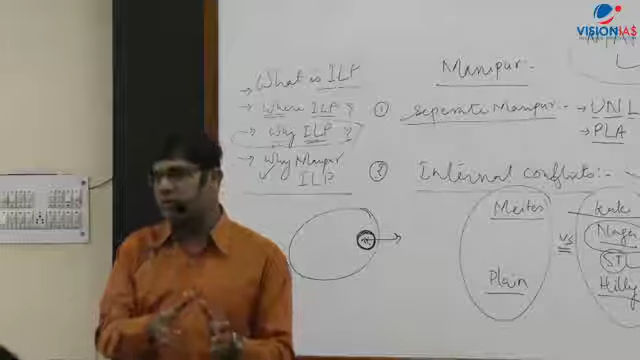 VISIONIAS
→ What is ILP
→ Where ILP ?
→ Why ILP ?
→ Why Manipur
ILP
Manipur -
① Seperate Manipur - → UNL
→ PLA
② Internal conflicts -
Meites
Plain
vs
Nagas
ST
Hilly